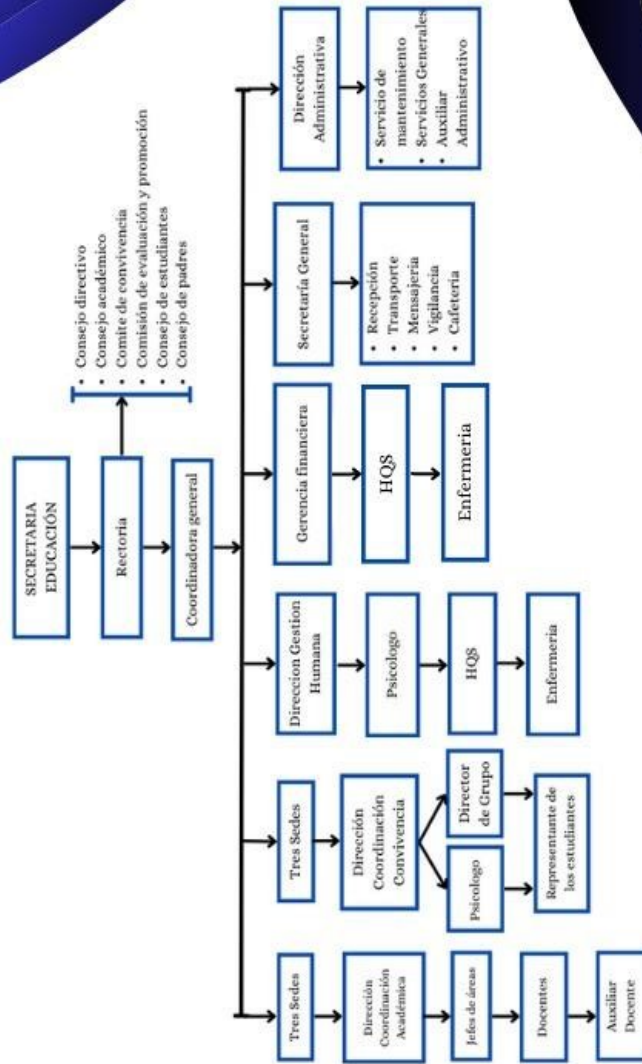 SECRETARIA
EDUCACIÓN
Rectoria
• Consejo directivo
• Consejo académico
• Comite de convivencia
• Comisión de evaluación y promoción
• Consejo de estudiantes
• Consejo de padres
Coordinadora general
Tres Sedes
Dirección
Coordinación
Académica
Jefes de áreas
Docentes
Auxiliar
Docente
Tres Sedes
Dirección
Coordinación
Convivencia
Psicologo
Director
de Grupo
Representante de
los estudiantes
Direccion Gestion
Humana
Psicologo
HQS
Enfermeria
Gerencia financiera
HQS
Enfermeria
Secretaría General
• Recepción
• Transporte
• Mensajeria
• Vigilancia
• Cafeteria
Dirección
Administrativa
• Servicio de
mantenimiento
• Servicios Generales
• Auxiliar
Administrativo